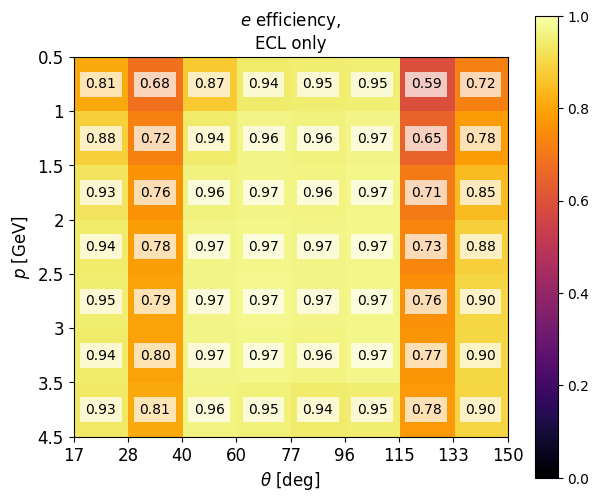 e efficiency,
ECL only
0.5
1
1.5
2
2.5
3
3.5
4.5
p [GeV]
0.81 0.68 0.87 0.94 0.95 0.95 0.59 0.72
0.88 0.72 0.94 0.96 0.96 0.96 0.65 0.78
0.93 0.76 0.96 0.97 0.96 0.97 0.71 0.85
0.94 0.78 0.97 0.97 0.97 0.97 0.73 0.88
0.95 0.79 0.97 0.97 0.97 0.97 0.76 0.90
0.94 0.80 0.97 0.97 0.96 0.97 0.77 0.90
0.93 0.81 0.96 0.95 0.94 0.95 0.78 0.90
17 28 40 60 77 96 115 133 150
θ [deg]
1.0
0.8
0.6
0.4
0.2
0.0